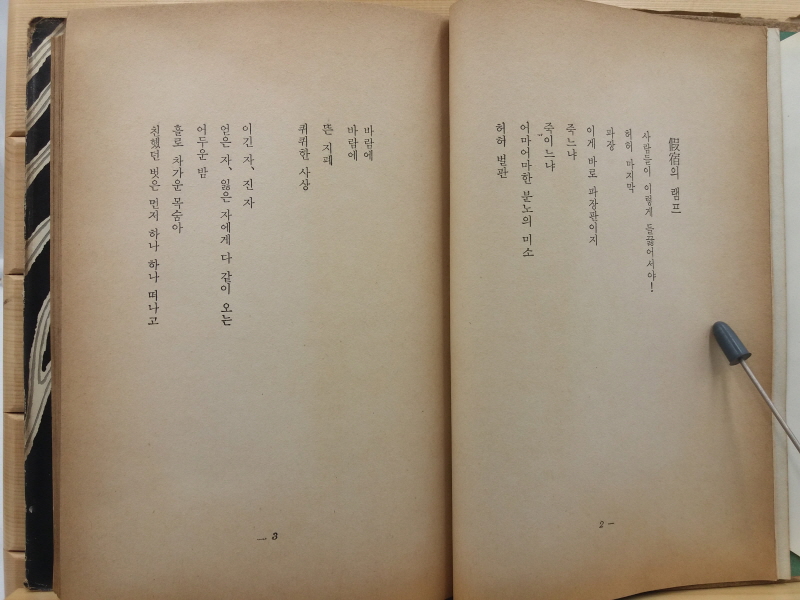 假宿의 램프
사람들이 이렇게 들끓어서야!
허허 마지막
파장
이게 바로 파장판이지
죽느냐
죽이느냐
어마어마한 분노의 미소
허허 벌판
2 —
바람에
바람에
뜬 지폐
퀴퀴한 사상
이긴 자、진 자
얻은 자、잃은 자에게 다 같이 오는
어두운 밤
홀로 차가운 목숨아
친했던 벗은 먼저 하나 하나 떠나고
— 3